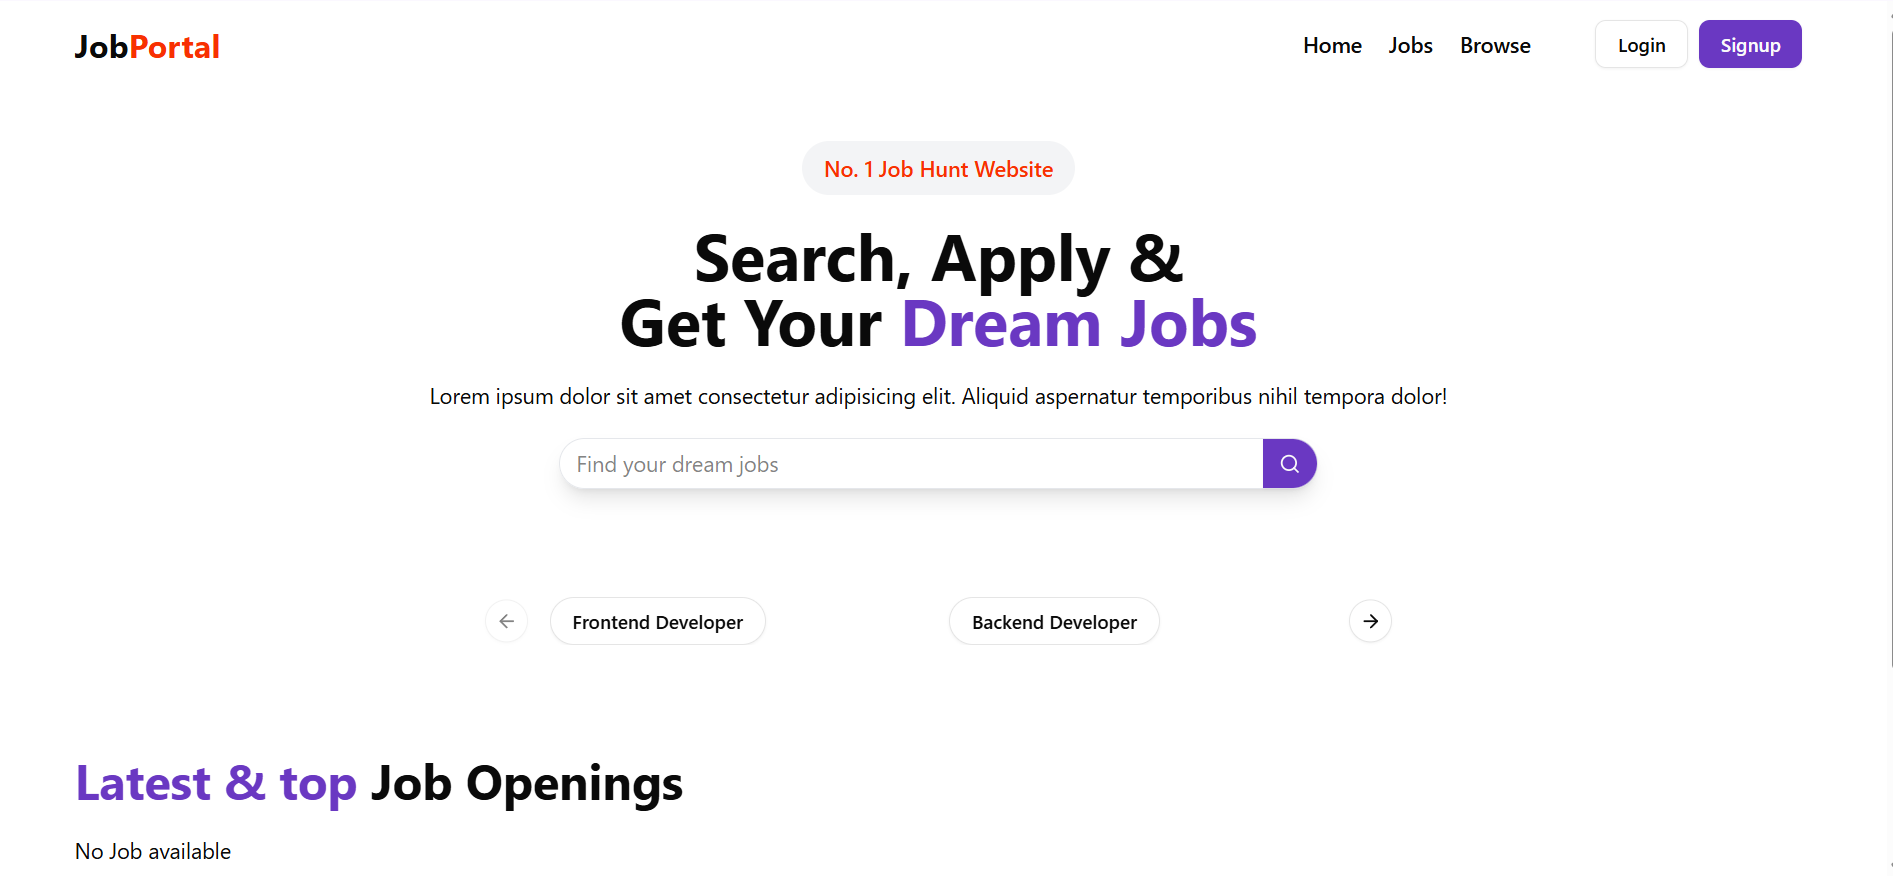 JobPortal
Home Jobs Browse Login Signup
No. 1 Job Hunt Website
Search, Apply &
Get Your Dream Jobs
Lorem ipsum dolor sit amet consectetur adipisicing elit. Aliquid aspernatur temporibus nihil tempora dolor!
Find your dream jobs
Frontend Developer
Backend Developer
Latest & top Job Openings
No Job available